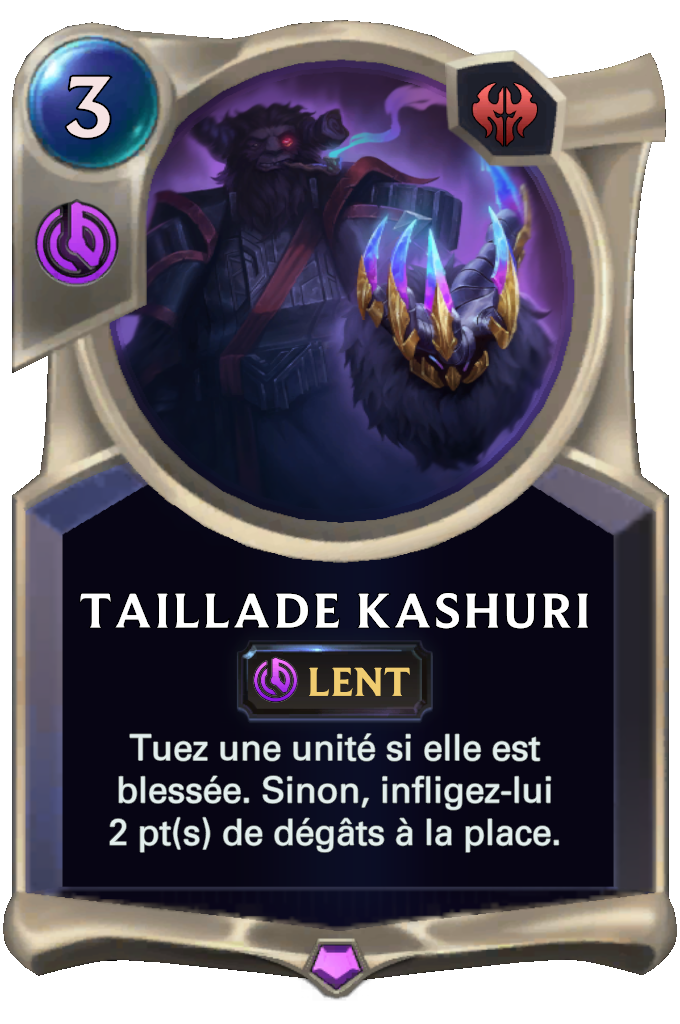 3
TAILLADE KASHURI
LENT
Tuez une unité si elle est
blessée. Sinon, infligez-lui
2 pt(s) de dégâts à la place.